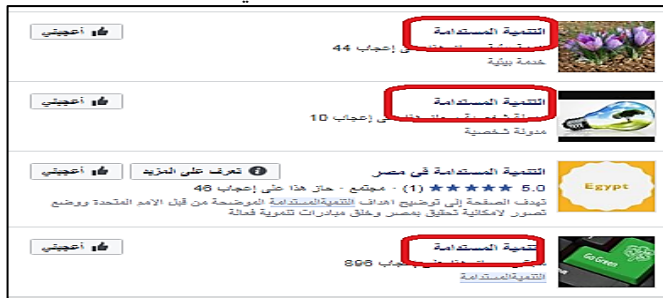 التنمية المستدامة
أعجبني
إعجاب 44
خدمة بيئية
التنمية المستدامة
أعجبني
إعجاب 10
مدونة شخصية
Egypt
التنمية المستدامة في مصر
تعرف على المزيد
أعجبني
5.0 ★★★★★ (1) · مجتمع · حاز هذا على إعجاب 46
تهدف الصفحة إلى توضيح اهداف التنميةالمستدامة الموضحة من قبل الامم المتحدة ووضع
تصور لامكانية تحقيق بمصر وخلق مبادرات تنموية فعالة
Go Green
تنمية المستدامة
أعجبني
896
التنميةالمستدامة